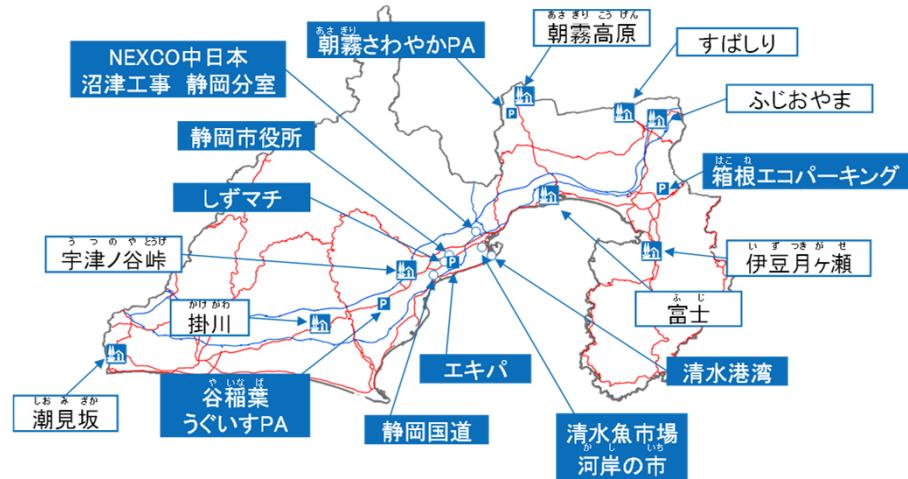 あさ ぎり
朝霧さわやかPA
あさ ぎり こう げん
朝霧高原
すばしり
NEXCO中日本
沼津工事 静岡分室
ふじおやま
静岡市役所
はこ ね
箱根エコパーキング
しずマチ
う つ の や とうげ
宇津ノ谷峠
い ず つき が せ
伊豆月ヶ瀬
かけ がわ
掛川
ふ じ
富士
P
P
P
P
エキパ
清水港湾
しお み ざか
潮見坂
や いな ば
谷稲葉
うぐいすPA
静岡国道
清水魚市場
か し いち
河岸の市